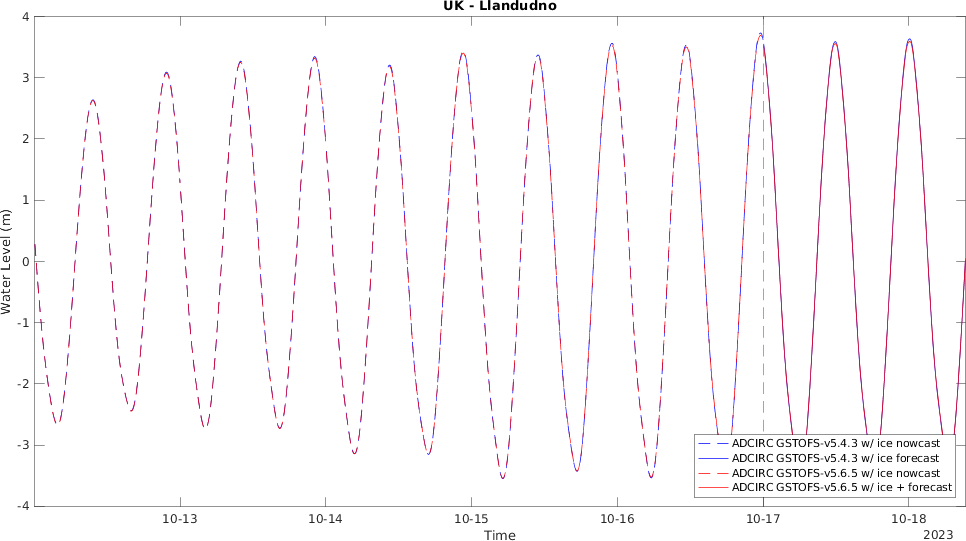 UK - Llandudno
4
3
2
1
0
-1
-2
-3
-4
Water Level (m)
10-13
10-14
10-15
10-16
10-17
10-18
Time
2023
ADCIRC GSTOFS-v5.4.3 w/ ice nowcast
ADCIRC GSTOFS-v5.4.3 w/ ice forecast
ADCIRC GSTOFS-v5.6.5 w/ ice nowcast
ADCIRC GSTOFS-v5.6.5 w/ ice + forecast